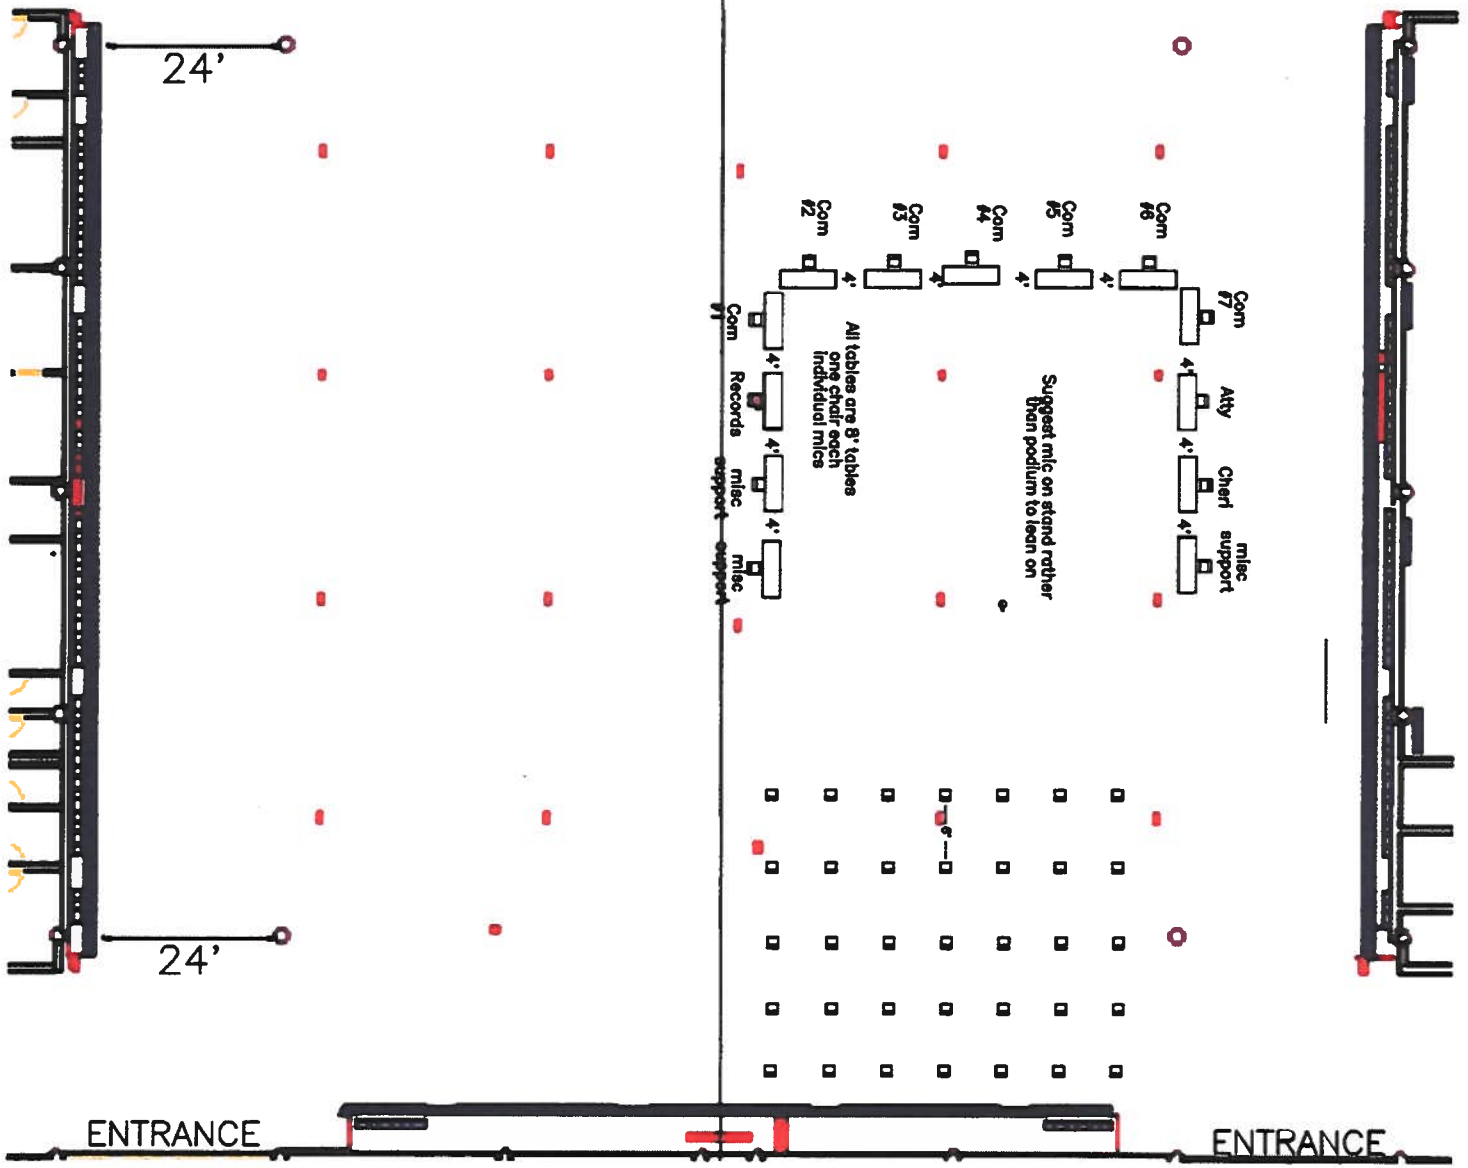 24'
Com
#2
Com
#3
Com
#4
Com
#5
Com
#6
4'
4'
4'
4'
Com
#1
Com
#7
4'
4'
All tables are 8' tables
one chair each
individual mics
Suggest mic on stand rather
than podium to lean on
Records
Atty
4'
4'
misc
support
Cheri
4'
4'
misc
support
misc
support
6'
24'
ENTRANCE
ENTRANCE